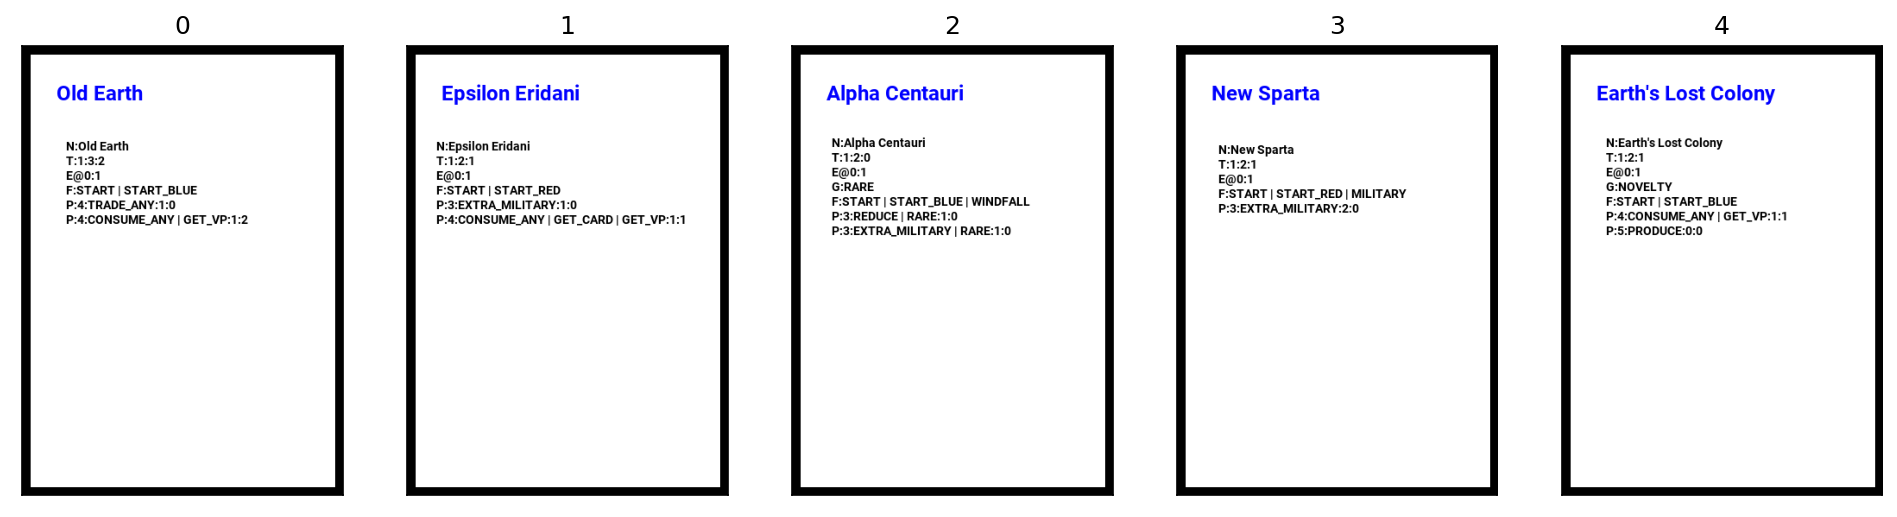 0
Old Earth
N:Old Earth
T:1:3:2
E@0:1
F:START | START_BLUE
P:4:TRADE_ANY:1:0
P:4:CONSUME_ANY | GET_VP:1:2
1
Epsilon Eridani
N:Epsilon Eridani
T:1:2:1
E@0:1
F:START | START_RED
P:3:EXTRA_MILITARY:1:0
P:4:CONSUME_ANY | GET_CARD | GET_VP:1:1
2
Alpha Centauri
N:Alpha Centauri
T:1:2:0
E@0:1
G:RARE
F:START | START_BLUE | WINDFALL
P:3:REDUCE | RARE:1:0
P:3:EXTRA_MILITARY | RARE:1:0
3
New Sparta
N:New Sparta
T:1:2:1
E@0:1
F:START | START_RED | MILITARY
P:3:EXTRA_MILITARY:2:0
4
Earth's Lost Colony
N:Earth's Lost Colony
T:1:2:1
E@0:1
G:NOVELTY
F:START | START_BLUE
P:4:CONSUME_ANY | GET_VP:1:1
P:5:PRODUCE:0:0